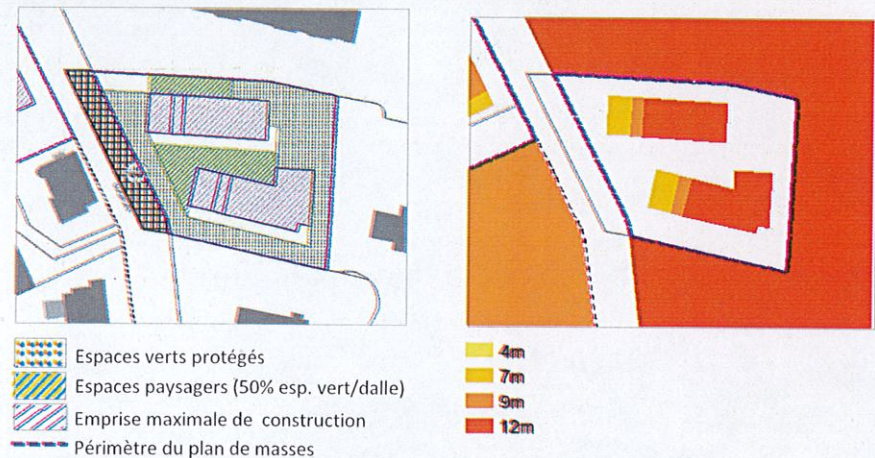 Espaces verts protégés
Espaces paysagers (50% esp. vert/dalle)
Emprise maximale de construction
Périmètre du plan de masses
4m
7m
9m
12m